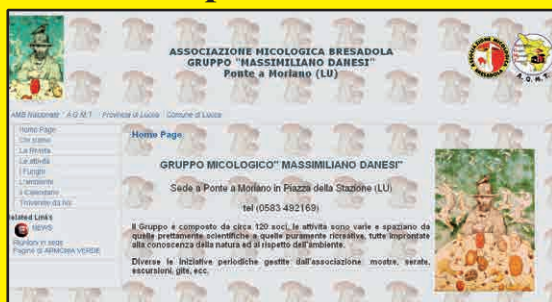 ASSOCIAZIONE MICOLOGICA BRESADOLA
GRUPPO "MASSIMILIANO DANESI"
Ponte a Moriano (LU)
AMB Nazionale A.G.M.T. Provincia di Lucca Comune di Lucca
Home Page
Chi siamo
La Rivista
Le attività
I Funghi
L'ambiente
Il Calendario
Troverete da Noi
Related Links
NEWS
Riunioni in sede
Pagine di APMCMIA VERDE
Home Page
GRUPPO MICOLOGICO" MASSIMILIANO DANESI"
Sede a Ponte a Moriano in Piazza della Stazione (LU)
tel (0583 492169)
Il Gruppo è composto da circa 120 soci, le attività sono varie e spaziano da
quelle prettamente scientifiche a quelle puramente ricreative, tutte improntate
alla conoscenza della natura ed al rispetto dell'ambiente.
Diverse le iniziative periodiche gestite dall'associazione: mostre, serate,
escursioni, gite, ecc.